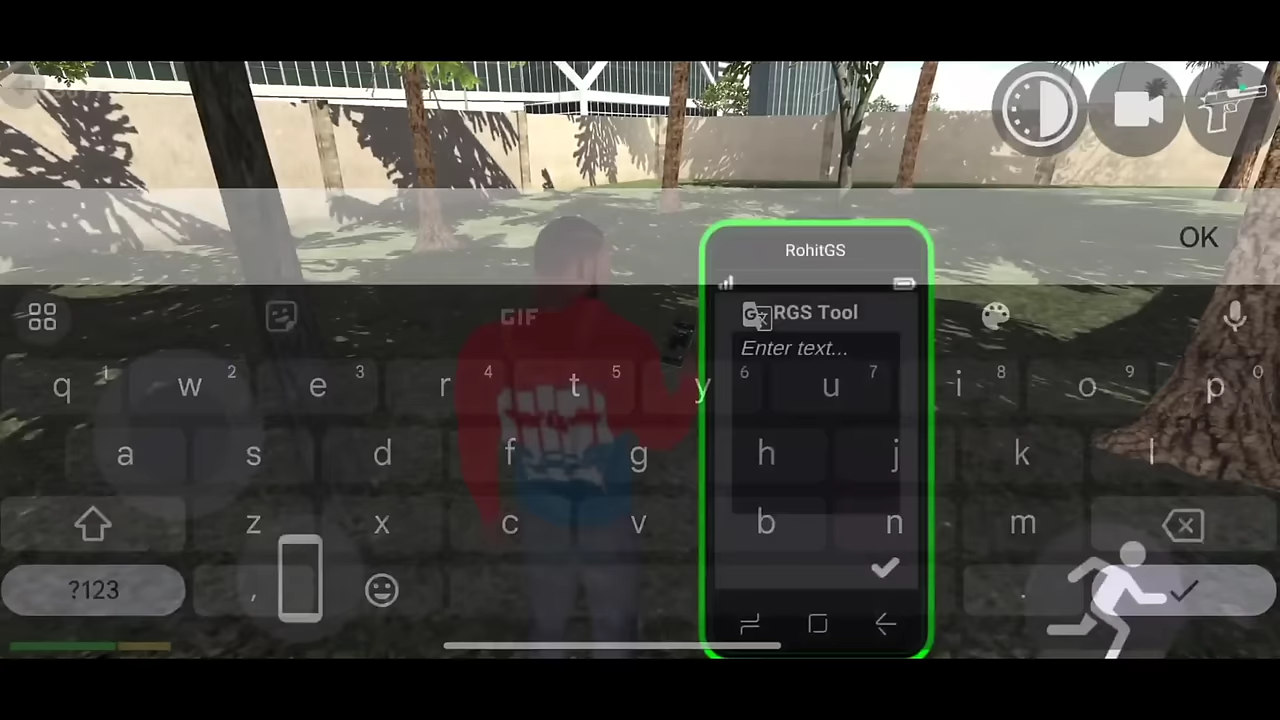 OK
RohitGS
RGS Tool
Enter text...
GIF
q 1 w 2 e 3 r 4 t 5 y 6 u 7 i 8 o 9 p 0
a s d f g h j k l
z x c v b n m
?123 , .